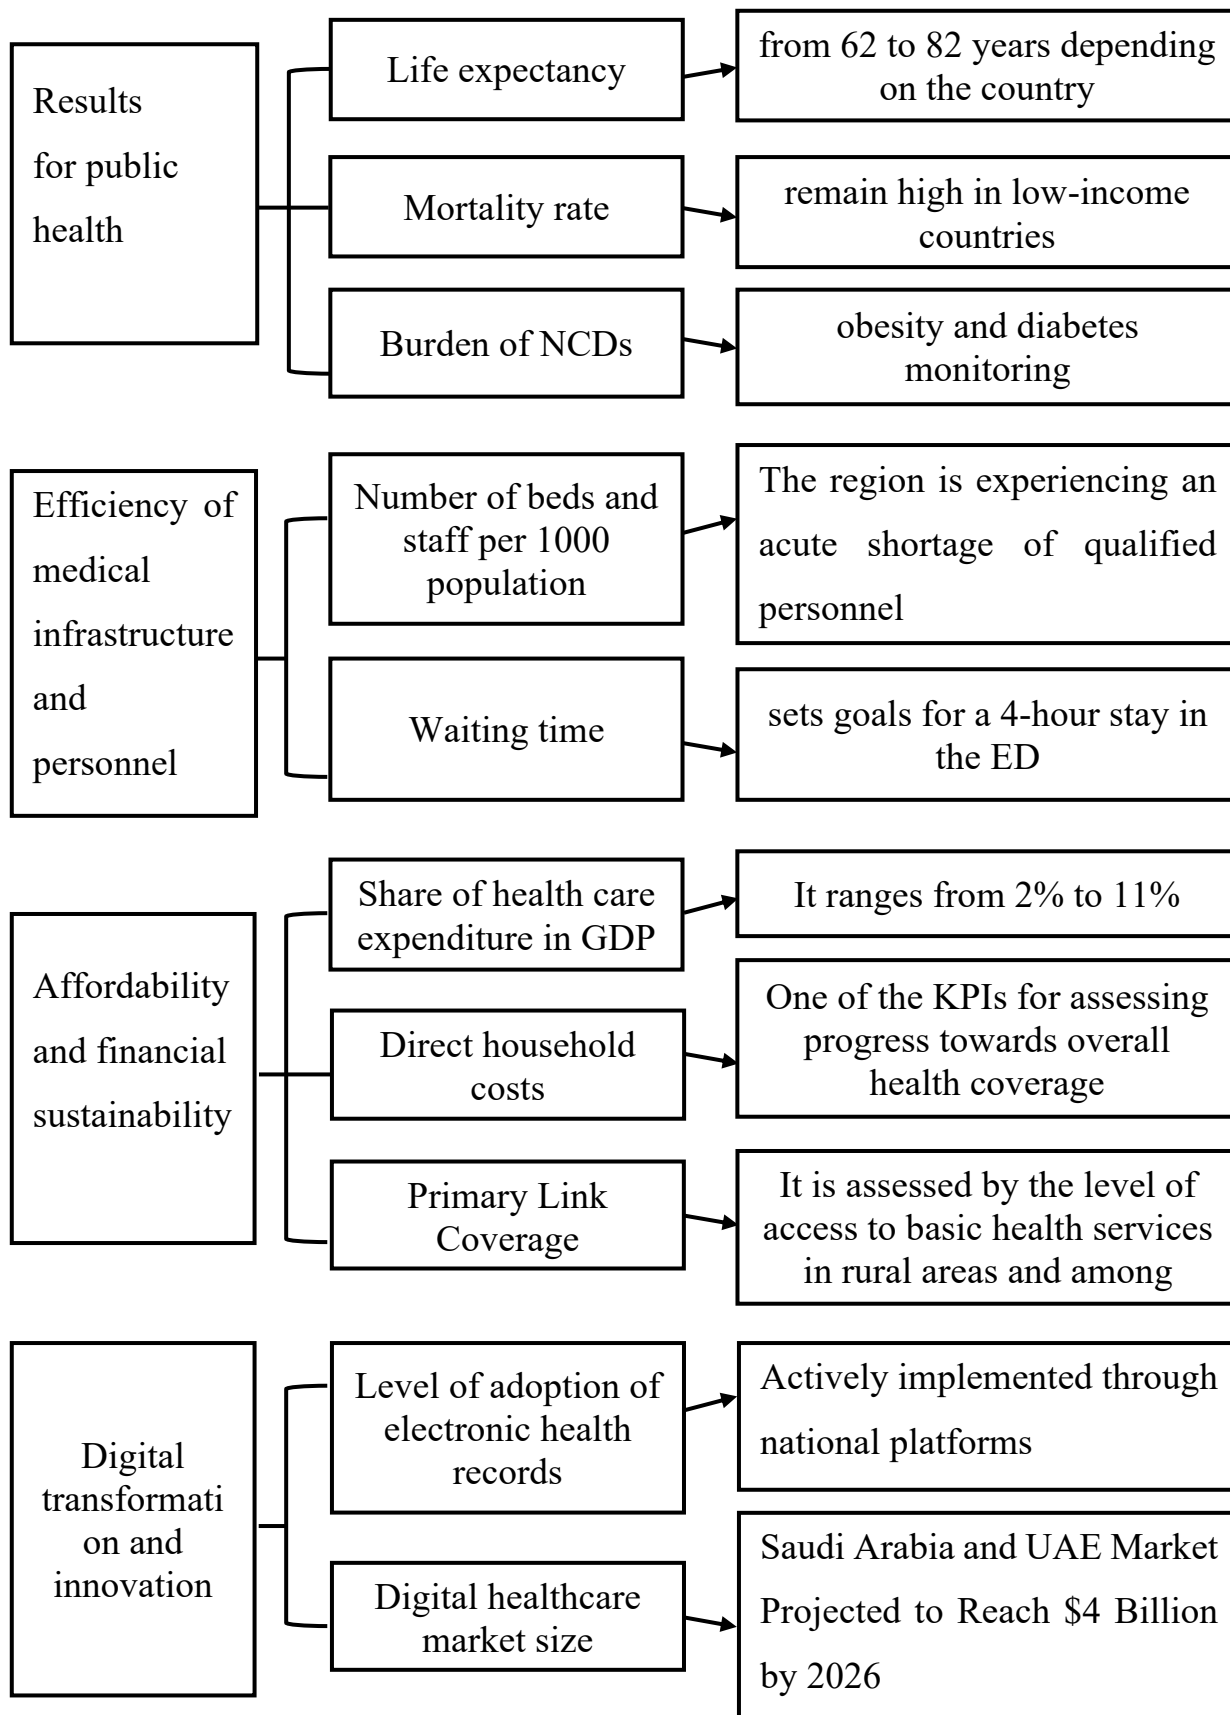 Results
for public
health
Life expectancy
from 62 to 82 years depending
on the country
Mortality rate
remain high in low-income
countries
Burden of NCDs
obesity and diabetes
monitoring
Efficiency of
medical
infrastructure
and
personnel
Number of beds and
staff per 1000
population
The region is experiencing an
acute shortage of qualified
personnel
Waiting time
sets goals for a 4-hour stay in
the ED
Affordability
and financial
sustainability
Share of health care
expenditure in GDP
It ranges from 2% to 11%
Direct household
costs
One of the KPIs for assessing
progress towards overall
health coverage
Primary Link
Coverage
It is assessed by the level of
access to basic health services
in rural areas and among
Digital
transformati
on and
innovation
Level of adoption of
electronic health
records
Actively implemented through
national platforms
Digital healthcare
market size
Saudi Arabia and UAE Market
Projected to Reach $4 Billion
by 2026